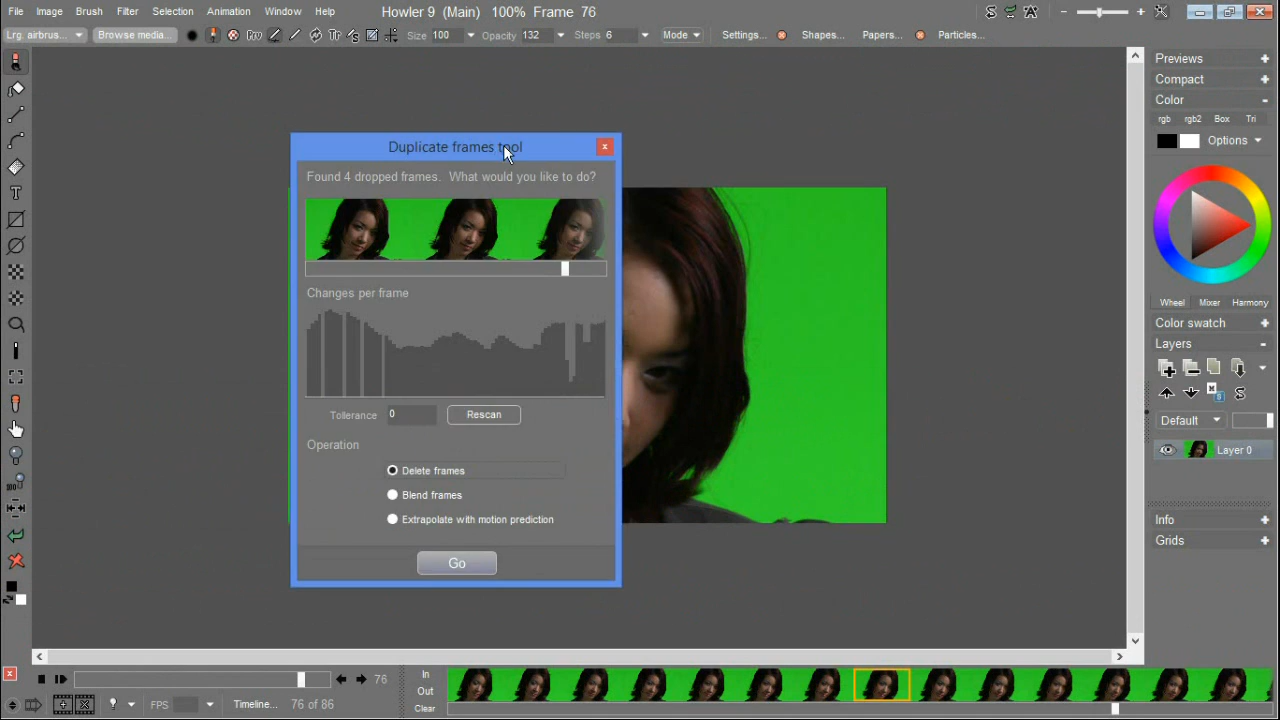 File Image Brush Filter Selection Animation Window Help Howler 9 (Main) 100% Frame 76
Lrg. airbrus... Browse media... Size 100 Opacity 132 Steps 6 Mode Settings... Shapes... Papers... Particles...
Duplicate frames tool
Found 4 dropped frames. What would you like to do?
Changes per frame
Tollerance 0 Rescan
Operation
Delete frames
Blend frames
Extrapolate with motion prediction
Go
Previews
Compact
Color
rgb rgb2 Box Tri
Options
Wheel Mixer Harmony
Color swatch
Layers
Default
Layer 0
Info
Grids
76
In
Out
Clear
FPS Timeline... 76 of 86